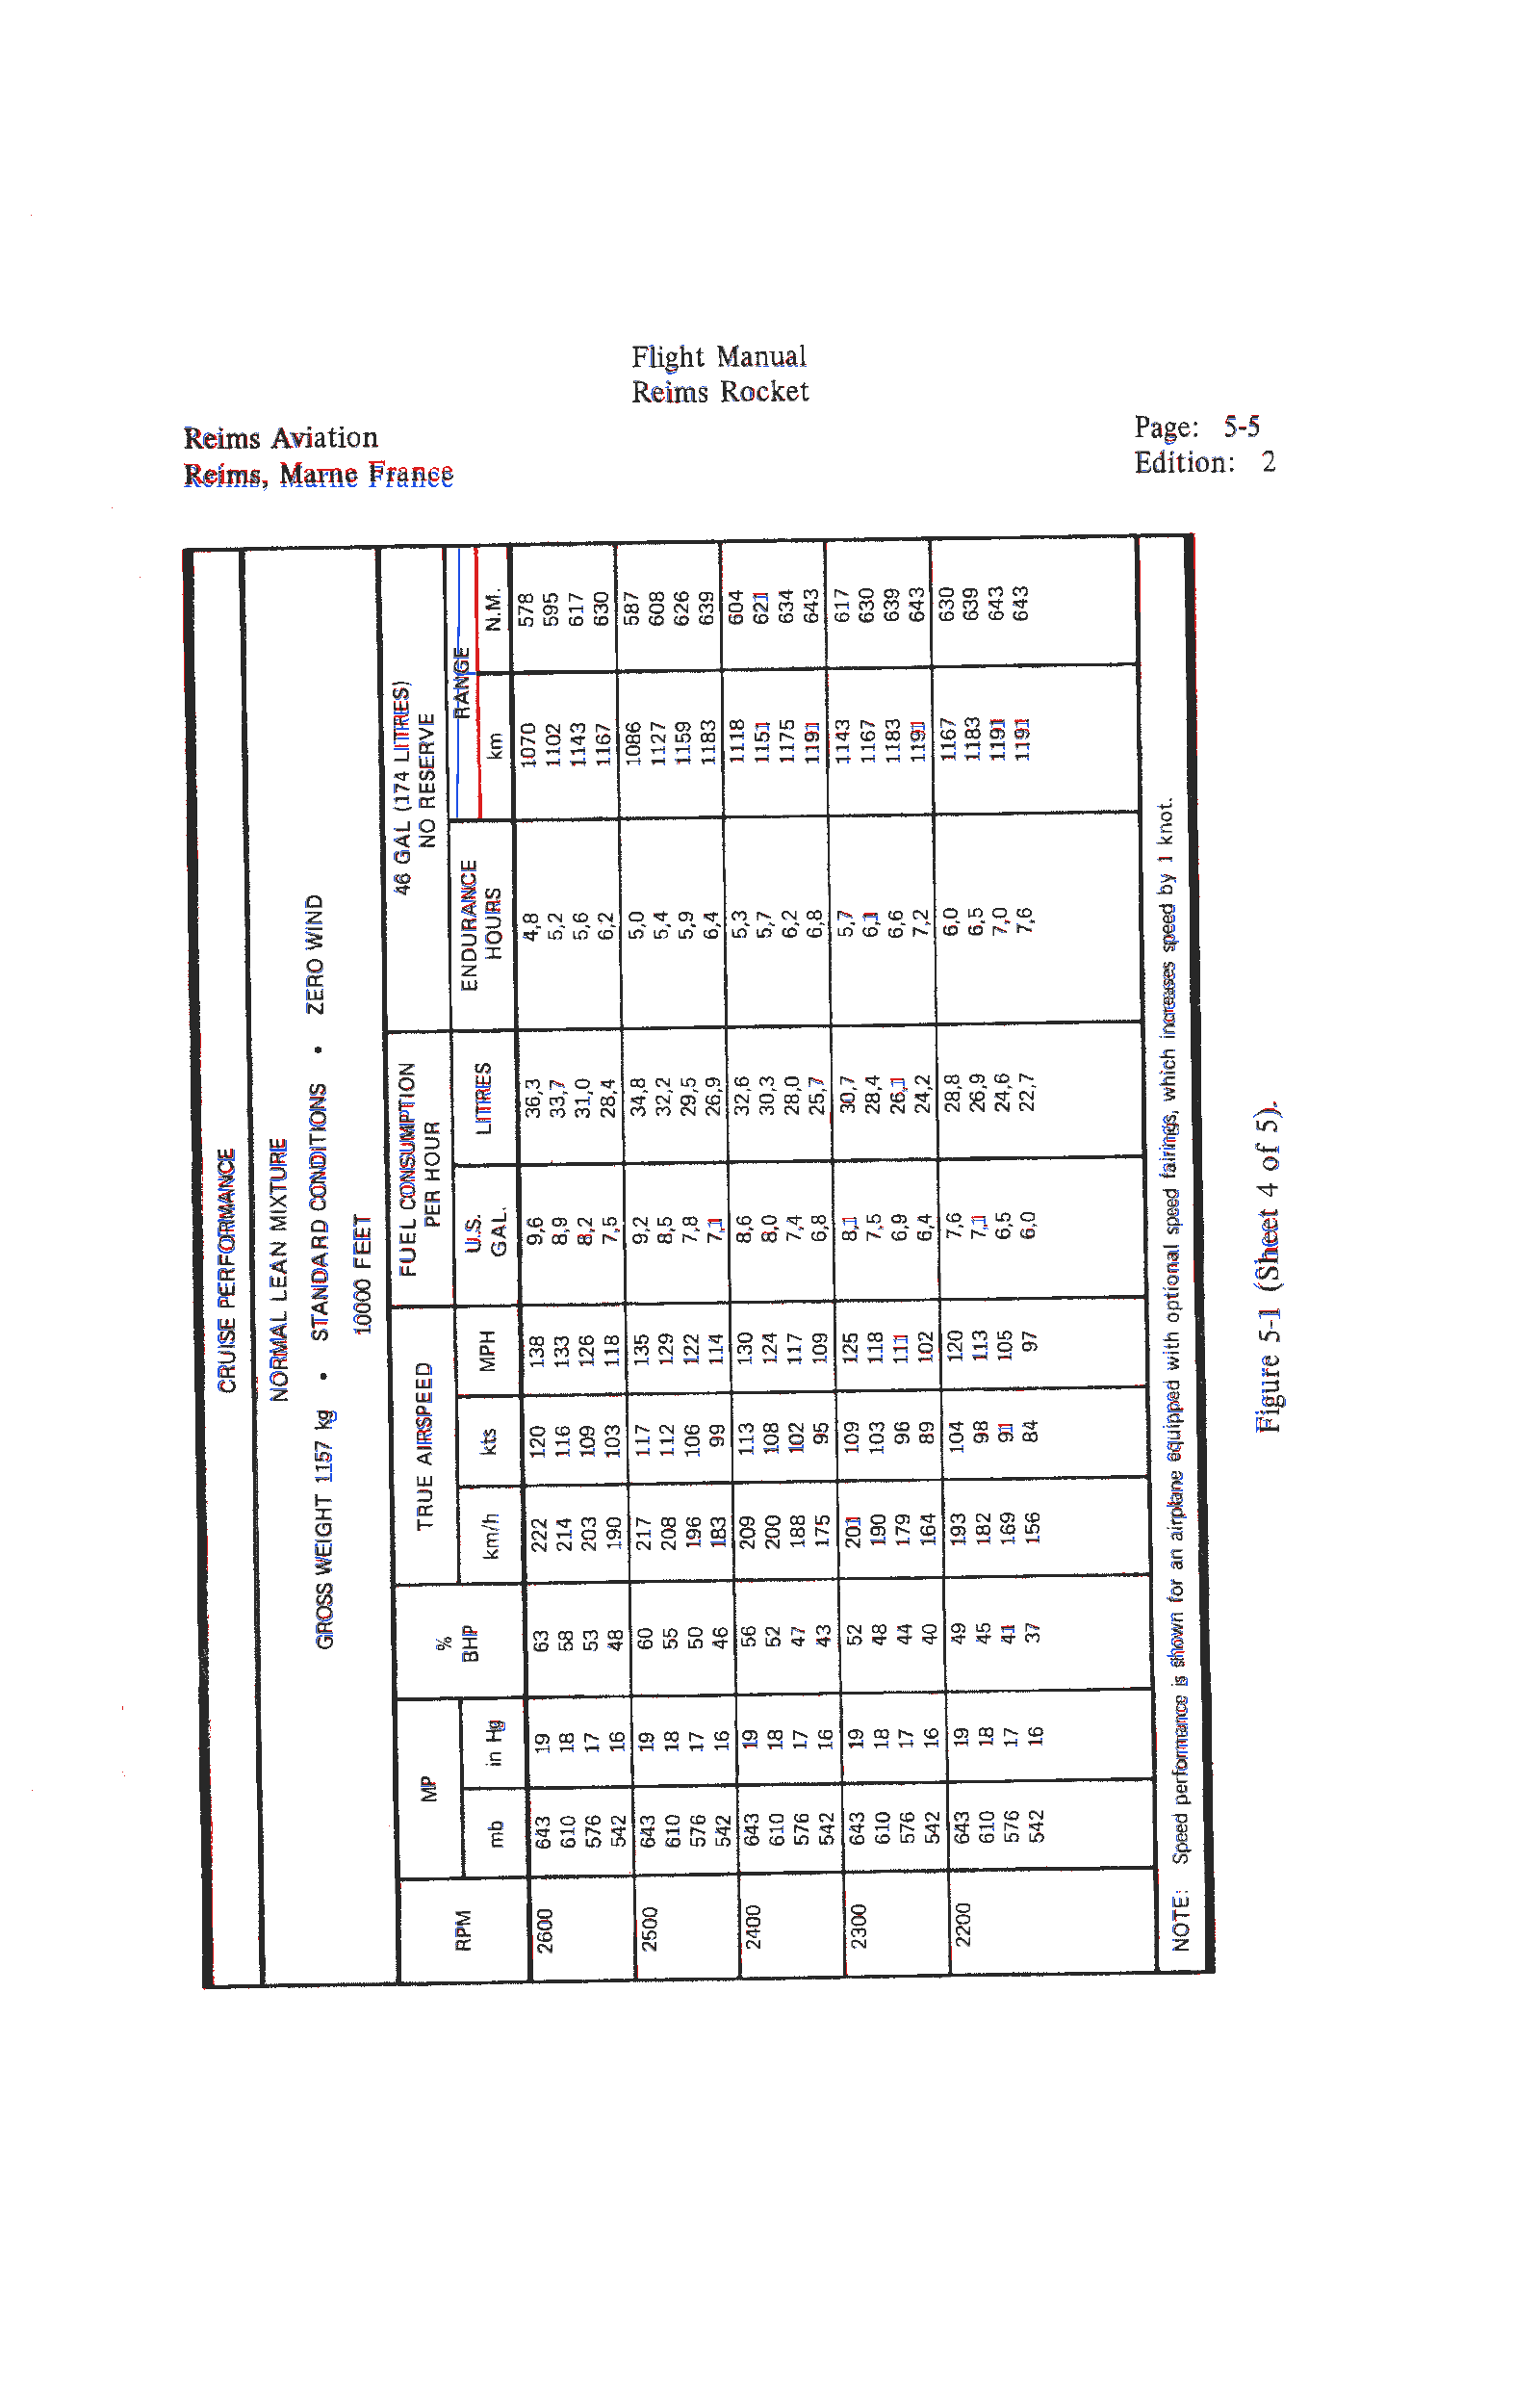 Flight Manual
Reims Rocket
Reims Aviation
Reims, Marne France
Page: 5-5
Edition: 2
CRUISE PERFORMANCE
NORMAL LEAN MIXTURE
GROSS WEIGHT 1157 kg • STANDARD CONDITIONS • ZERO WIND
10000 FEET
RPM MP % BHP TRUE AIRSPEED FUEL CONSUMPTION PER HOUR 46 GAL (174 LITRES) NO RESERVE
mb in Hg km/h kts MPH U.S. GAL. LITRES ENDURANCE HOURS RANGE km N.M.
2600 643 19 63 222 120 138 9,6 36,3 4,8 1070 578
610 18 58 214 116 133 8,9 33,7 5,2 1102 595
576 17 53 203 109 126 8,2 31,0 5,6 1143 617
542 16 48 190 103 118 7,5 28,4 6,2 1167 630
2500 643 19 60 217 117 135 9,2 34,8 5,0 1086 587
610 18 55 208 112 129 8,5 32,2 5,4 1127 608
576 17 50 196 106 122 7,8 29,5 5,9 1159 626
542 16 46 183 99 114 7,1 26,9 6,4 1183 639
2400 643 19 56 209 113 130 8,6 32,6 5,3 1118 604
610 18 52 200 108 124 8,0 30,3 5,7 1151 621
576 17 47 188 102 117 7,4 28,0 6,2 1175 634
542 16 43 175 95 109 6,8 25,7 6,8 1191 643
2300 643 19 52 201 109 125 8,1 30,7 5,7 1143 617
610 18 48 190 103 118 7,5 28,4 6,1 1167 630
576 17 44 179 96 111 6,9 26,1 6,6 1183 639
542 16 40 164 89 102 6,4 24,2 7,2 1191 643
2200 643 19 49 193 104 120 7,6 28,8 6,0 1167 630
610 18 45 182 98 113 7,1 26,9 6,5 1183 639
576 17 41 169 91 105 6,5 24,6 7,0 1191 643
542 16 37 156 84 97 6,0 22,7 7,6 1191 643
NOTE: Speed performance is shown for an airplane equipped with optional speed fairings, which increases speed by 1 knot.
Figure 5-1 (Sheet 4 of 5).